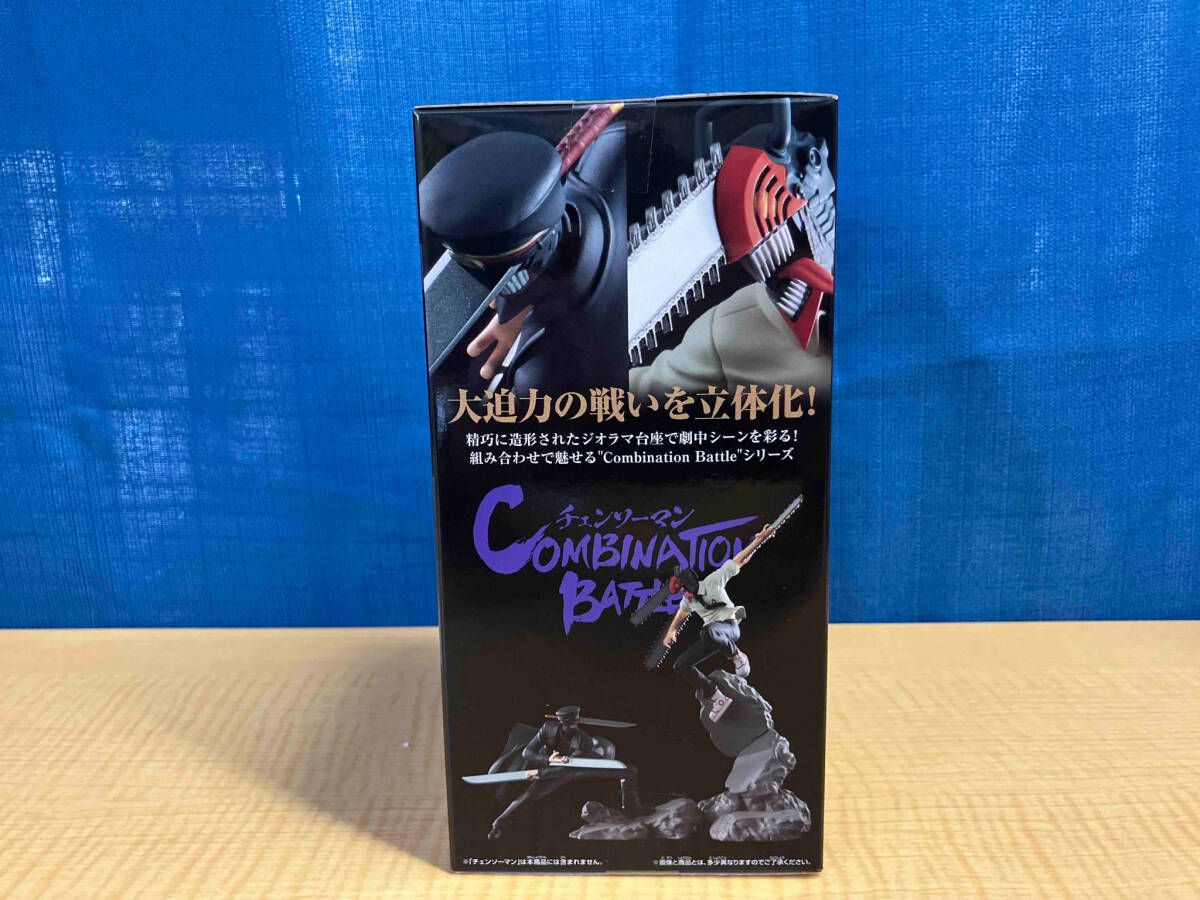 大迫力の戦いを立体化!
精巧に造形されたジオラマ台座で劇中シーンを彩る!
組み合わせで魅せる"Combination Battle"シリーズ
チェンソーマン
COMBINATION
BATTLE
※「チェンソーマン」は本商品には含まれません。
※画像と商品とは、多少異なりますのでご了承ください。